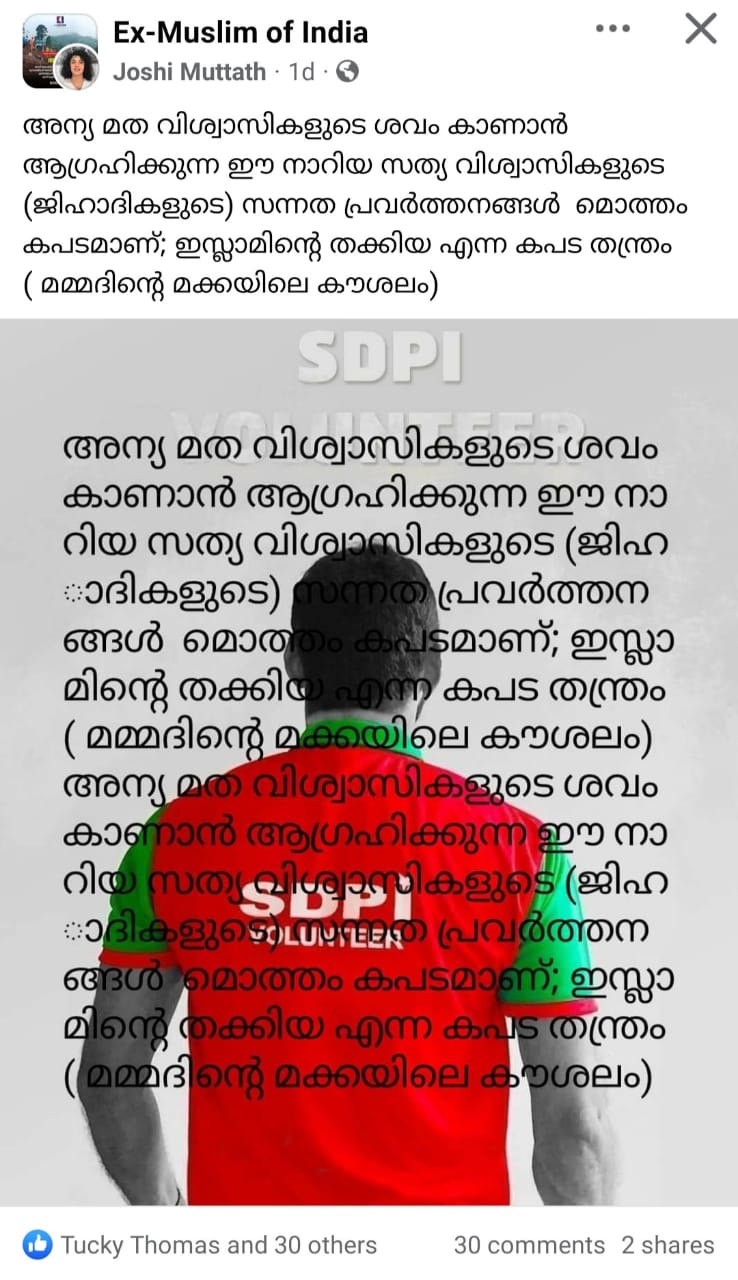 Ex-Muslim of India
Joshi Muttath · 1d ·
അന്യ മത വിശ്വാസികളുടെ ശവം കാണാൻ
ആഗ്രഹിക്കുന്ന ഈ നാറിയ സത്യ വിശ്വാസികളുടെ
(ജിഹാദികളുടെ) സന്നത പ്രവർത്തനങ്ങൾ മൊത്തം
കപടമാണ്; ഇസ്ലാമിന്റെ തക്കിയ എന്ന കപട തന്ത്രം
( മമ്മദിന്റെ മക്കയിലെ കൗശലം)
SDPI
VOLUNTEER
അന്യ മത വിശ്വാസികളുടെ ശവം
കാണാൻ ആഗ്രഹിക്കുന്ന ഈ നാ
റിയ സത്യ വിശ്വാസികളുടെ (ജിഹ
ാദികളുടെ) സന്നത പ്രവർത്തന
ങ്ങൾ മൊത്തം കപടമാണ്; ഇസ്ലാ
മിന്റെ തക്കിയ എന്ന കപട തന്ത്രം
( മമ്മദിന്റെ മക്കയിലെ കൗശലം)
അന്യ മത വിശ്വാസികളുടെ ശവം
കാണാൻ ആഗ്രഹിക്കുന്ന ഈ നാ
റിയ സത്യ വിശ്വാസികളുടെ (ജിഹ
SDPI
ാദികളുടെ) സന്നത പ്രവർത്തന
VOLUNTEER
ങ്ങൾ മൊത്തം കപടമാണ്; ഇസ്ലാ
മിന്റെ തക്കിയ എന്ന കപട തന്ത്രം
( മമ്മദിന്റെ മക്കയിലെ കൗശലം)
Tucky Thomas and 30 others
30 comments 2 shares